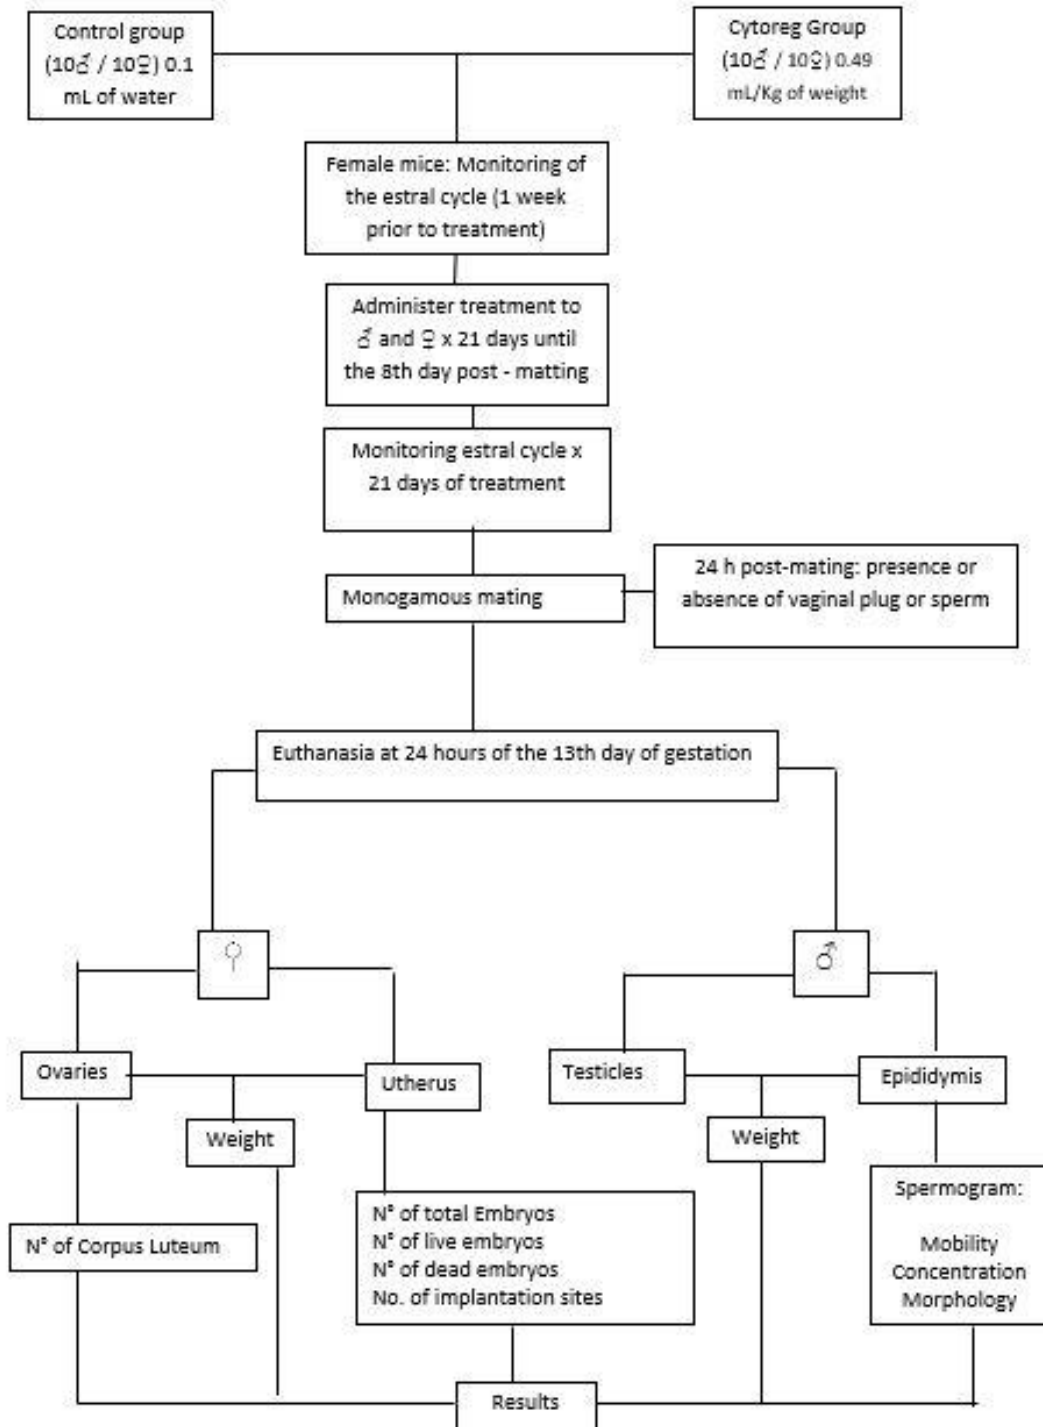 Control group
(10♂ / 10♀) 0.1
mL of water
Cytoreg Group
(10♂ / 10♀) 0.49
mL/Kg of weight
Female mice: Monitoring of
the estral cycle (1 week
prior to treatment)
Administer treatment to
♂ and ♀ x 21 days until
the 8th day post - matting
Monitoring estral cycle x
21 days of treatment
Monogamous mating
24 h post-mating: presence or
absence of vaginal plug or sperm
Euthanasia at 24 hours of the 13th day of gestation
♀
♂
Ovaries
Utherus
Testicles
Epididymis
Weight
Weight
N° of Corpus Luteum
N° of total Embryos
N° of live embryos
N° of dead embryos
No. of implantation sites
Spermogram:
Mobility
Concentration
Morphology
Results